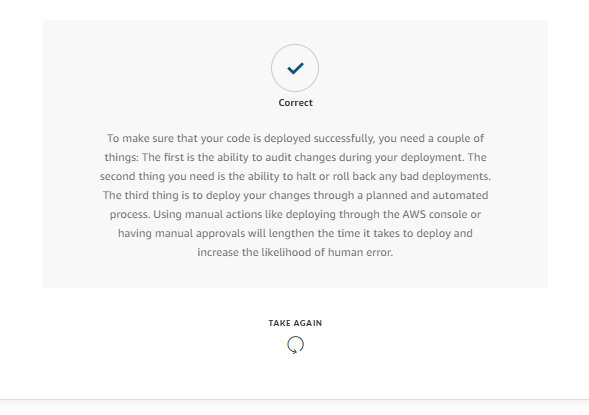 Correct
To make sure that your code is deployed successfully, you need a couple of
things: The first is the ability to audit changes during your deployment. The
second thing you need is the ability to halt or roll back any bad deployments.
The third thing is to deploy your changes through a planned and automated
process. Using manual actions like deploying through the AWS console or
having manual approvals will lengthen the time it takes to deploy and
increase the likelihood of human error.
TAKE AGAIN